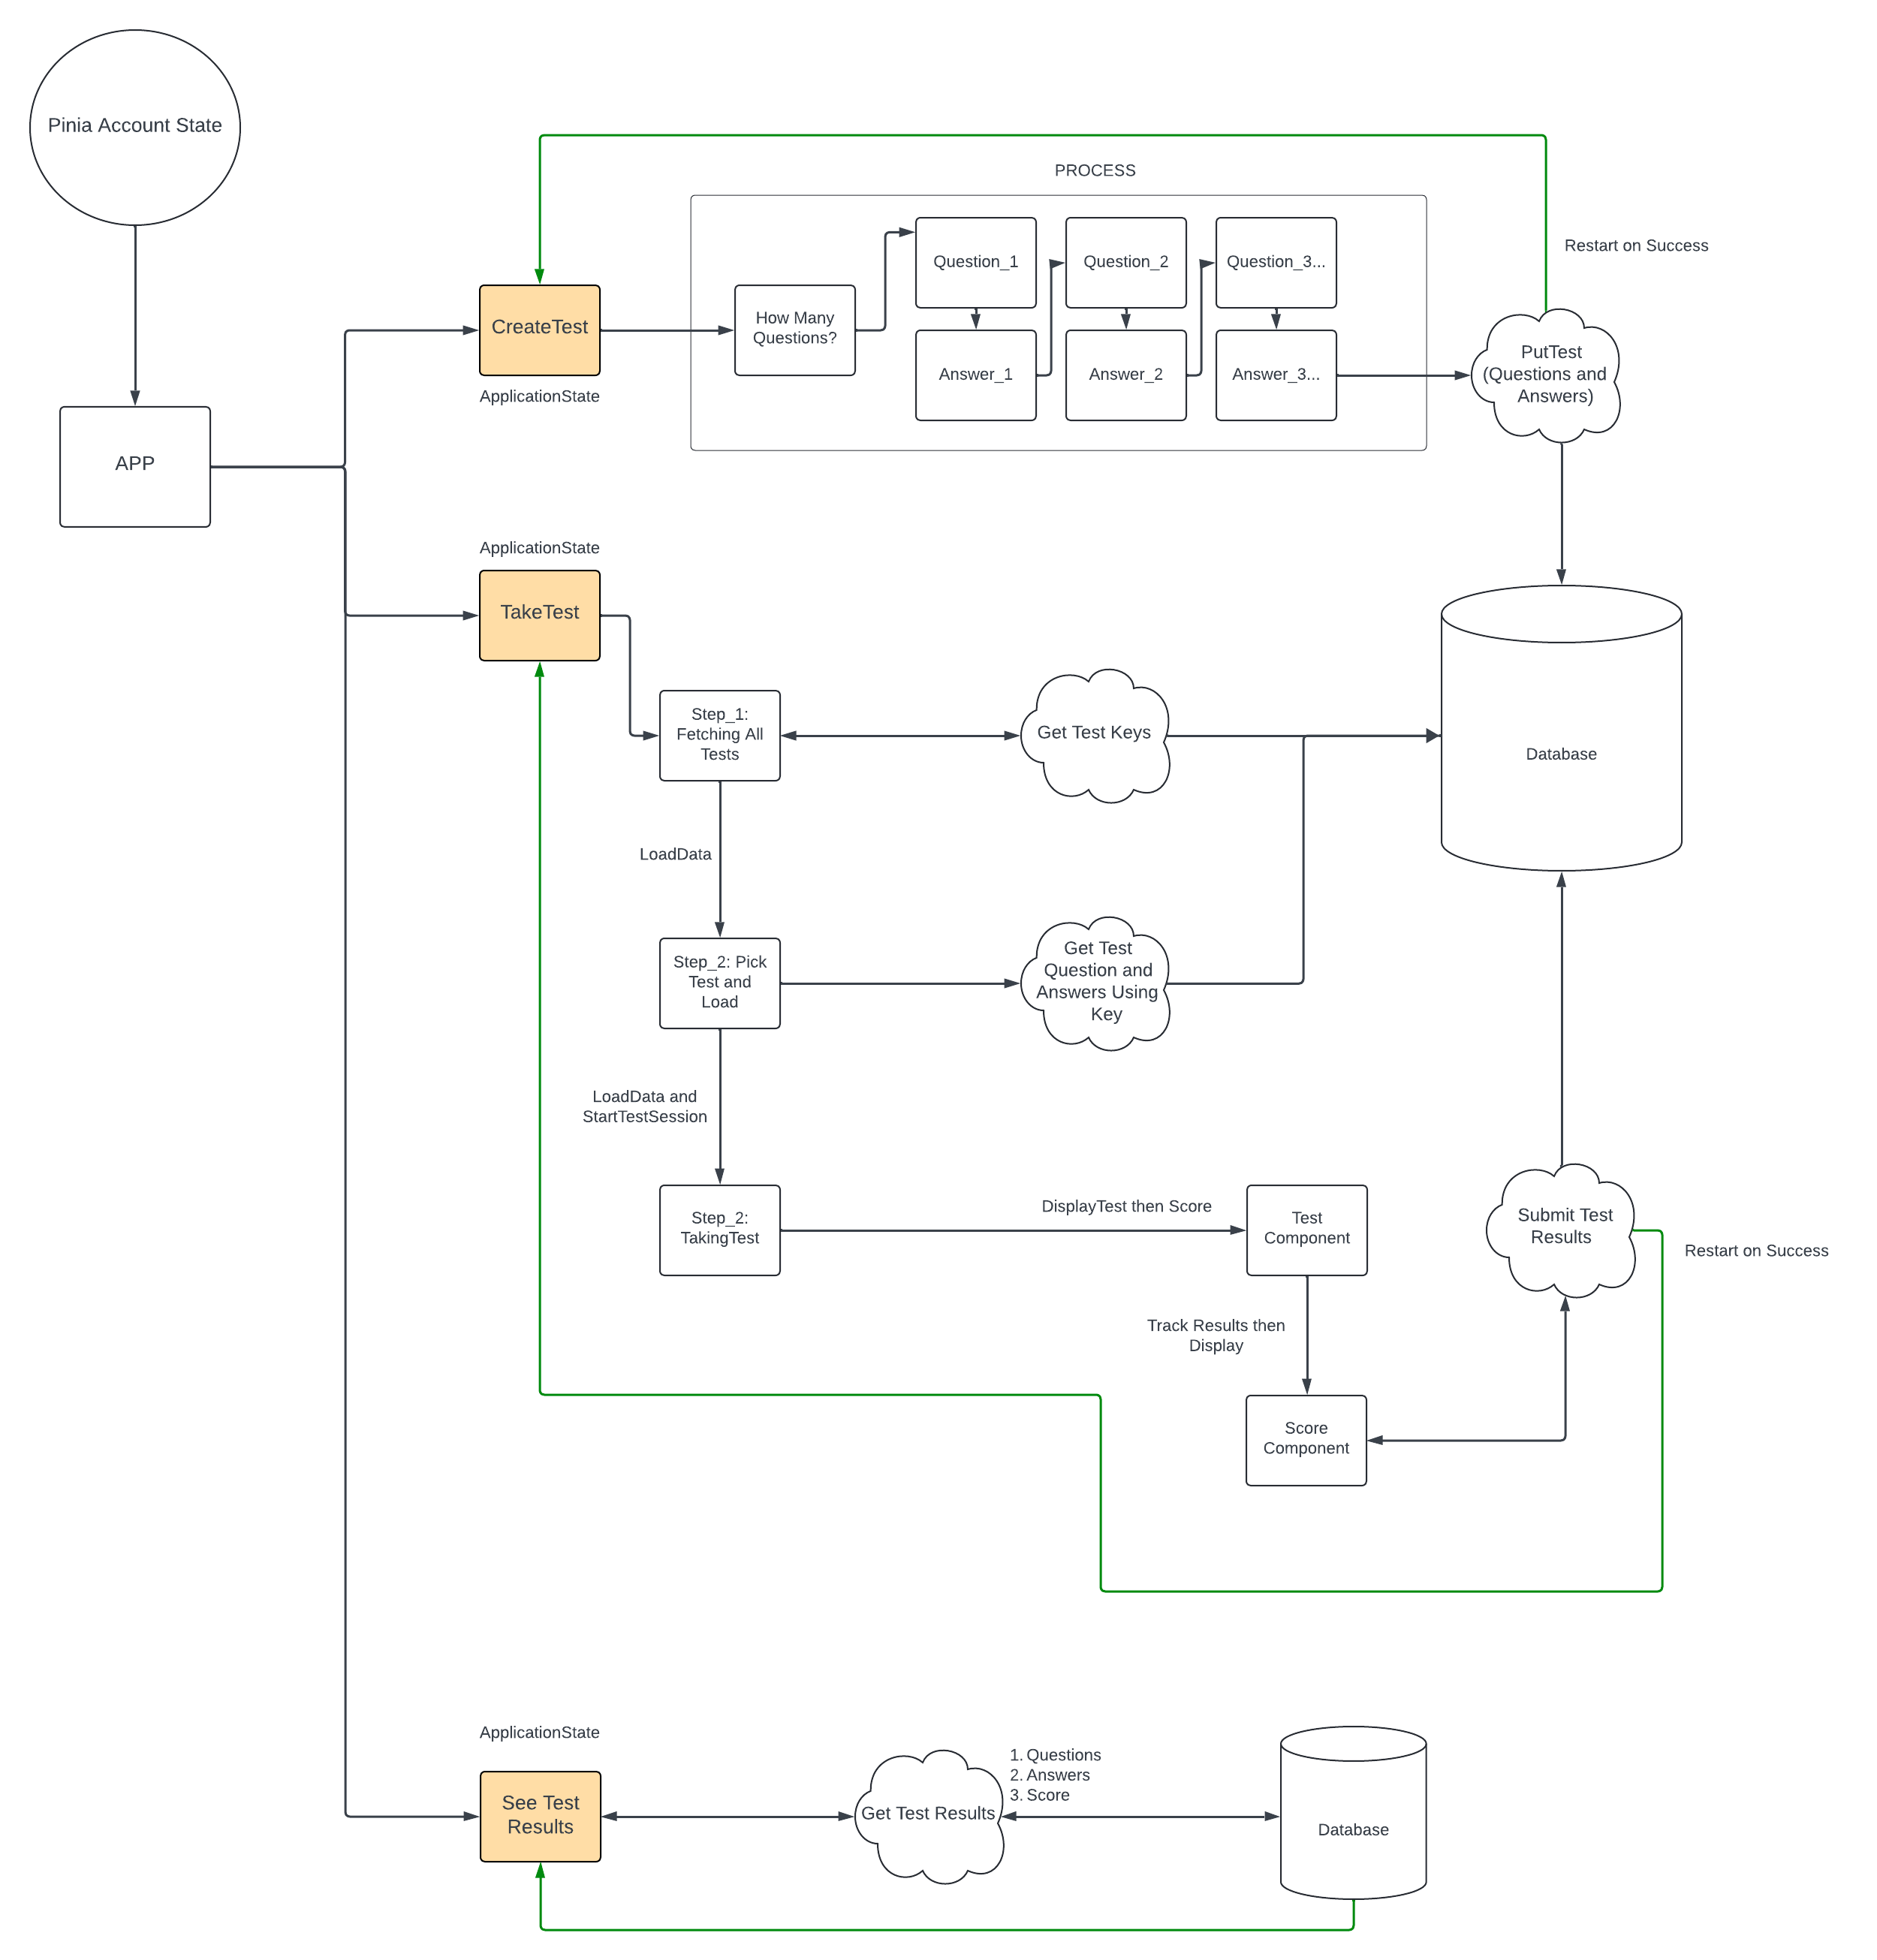 Pinia Account State
PROCESS
Restart on Success
Question_1
Question_2
Question_3...
How Many
Questions?
CreateTest
ApplicationState
Answer_1
Answer_2
Answer_3...
PutTest
(Questions and
Answers)
APP
ApplicationState
TakeTest
Step_1:
Fetching All
Tests
Get Test Keys
Database
LoadData
Step_2: Pick
Test and
Load
Get Test
Question and
Answers Using
Key
LoadData and
StartTestSession
Step_2:
TakingTest
DisplayTest then Score
Test
Component
Submit Test
Results
Restart on Success
Track Results then
Display
Score
Component
ApplicationState
See Test
Results
Get Test Results
1. Questions
2. Answers
3. Score
Database